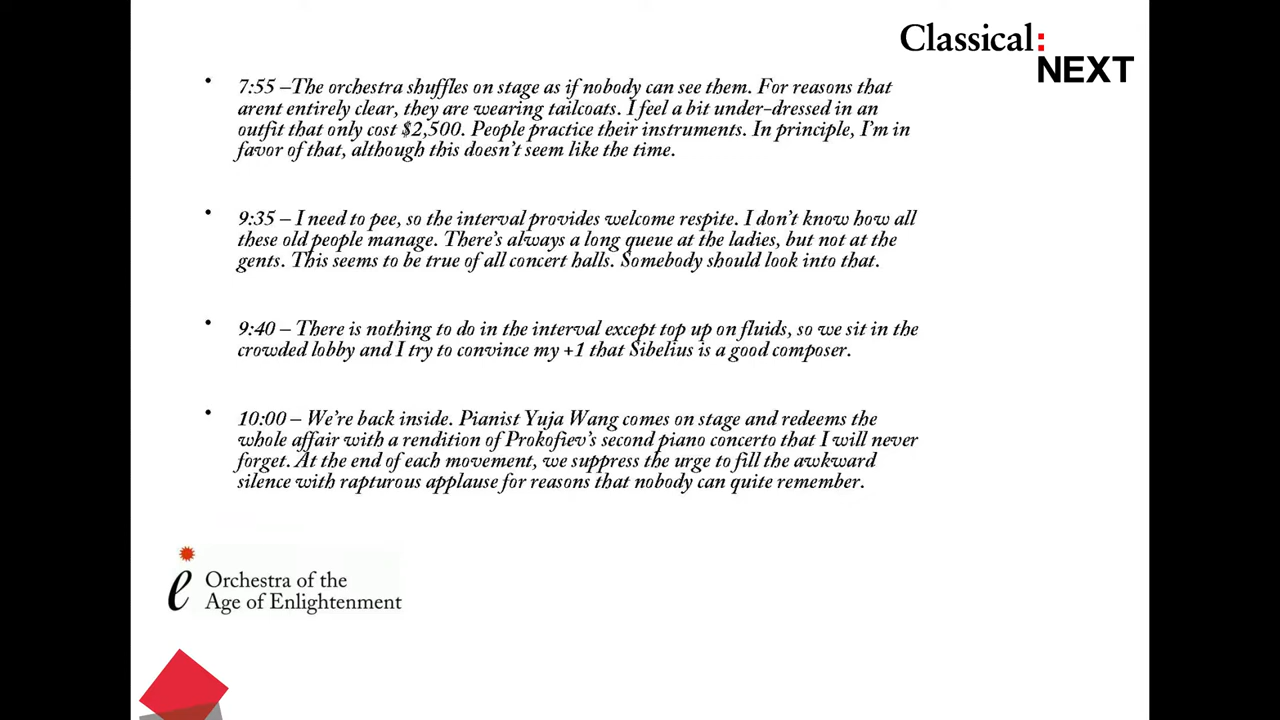 Classical:
NEXT
• 7:55 –The orchestra shuffles on stage as if nobody can see them. For reasons that
arent entirely clear, they are wearing tailcoats. I feel a bit under-dressed in an
outfit that only cost $2,500. People practice their instruments. In principle, I'm in
favor of that, although this doesn't seem like the time.
• 9:35 – I need to pee, so the interval provides welcome respite. I don't know how all
these old people manage. There's always a long queue at the ladies, but not at the
gents. This seems to be true of all concert halls. Somebody should look into that.
• 9:40 – There is nothing to do in the interval except top up on fluids, so we sit in the
crowded lobby and I try to convince my +1 that Sibelius is a good composer.
• 10:00 – We're back inside. Pianist Yuja Wang comes on stage and redeems the
whole affair with a rendition of Prokofiev's second piano concerto that I will never
forget. At the end of each movement, we suppress the urge to fill the awkward
silence with rapturous applause for reasons that nobody can quite remember.
e Orchestra of the
Age of Enlightenment